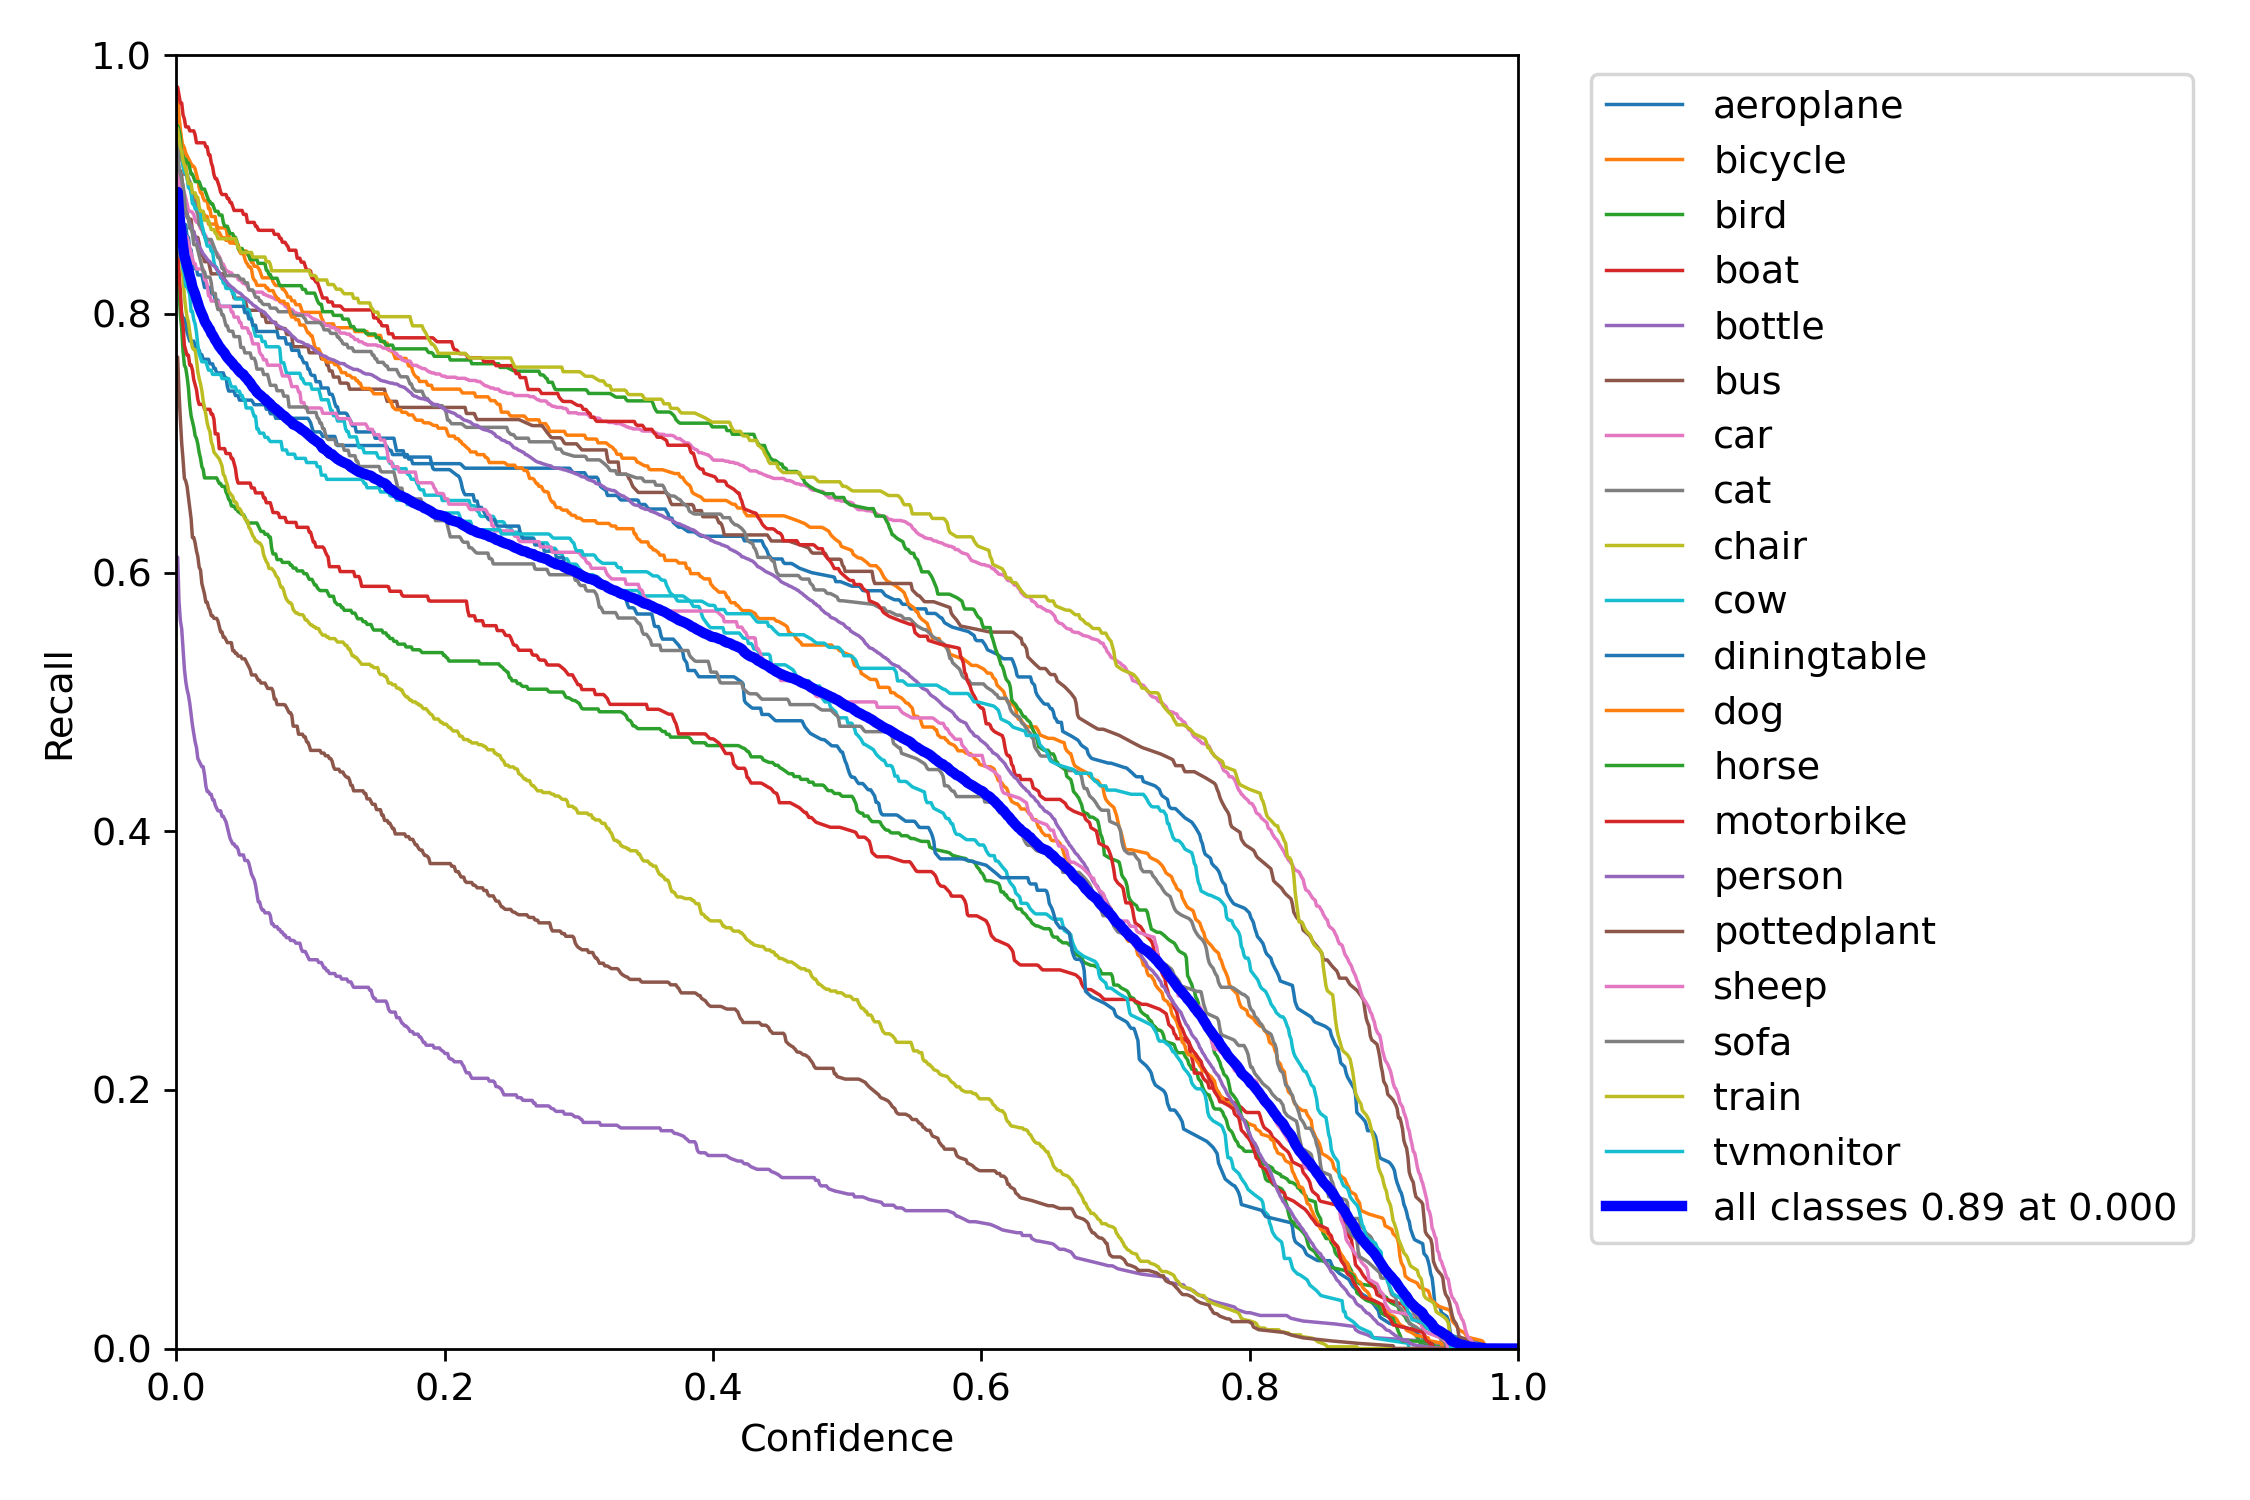 1.0
0.8
0.6
0.4
0.2
0.0
Recall
0.0 0.2 0.4 0.6 0.8 1.0
Confidence
aeroplane
bicycle
bird
boat
bottle
bus
car
cat
chair
cow
diningtable
dog
horse
motorbike
person
pottedplant
sheep
sofa
train
tvmonitor
all classes 0.89 at 0.000